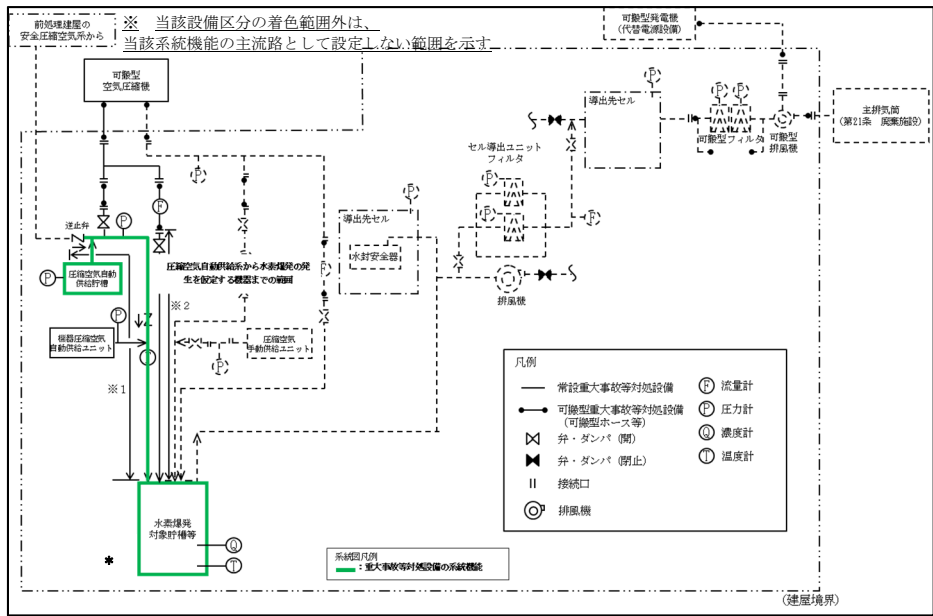 前処理建屋の
安全圧縮空気系から
※　当該設備区分の着色範囲外は、
当該系統機能の主流路として設定しない範囲を示す
可搬型発電機
(代替電源設備)
可搬型
空気圧縮機
P
P P
導出先セル
可搬型フィルタ
可搬型
排風機
主排気筒
(第21条　廃棄施設)
セル導出ユニット
フィルタ
P
P
P
P
F
F
導出先セル
水封安全器
逆止弁
P
排風機
圧縮空気自動供給系から水素爆発の発
生を仮定する機器までの範囲
F
P
圧縮空気自動
供給貯槽
※2
P
機器圧縮空気
自動供給ユニット
圧縮空気
手動供給ユニット
P
※1
凡例
常設重大事故等対処設備
可搬型重大事故等対処設備
(可搬型ホース等)
弁・ダンパ (開)
弁・ダンパ (閉止)
接続口
排風機
F 流量計
P 圧力計
Q 濃度計
T 温度計
水素爆発
対象貯槽等
Q
T
*
系統図凡例
：重大事故等対処設備の系統機能
(建屋境界)